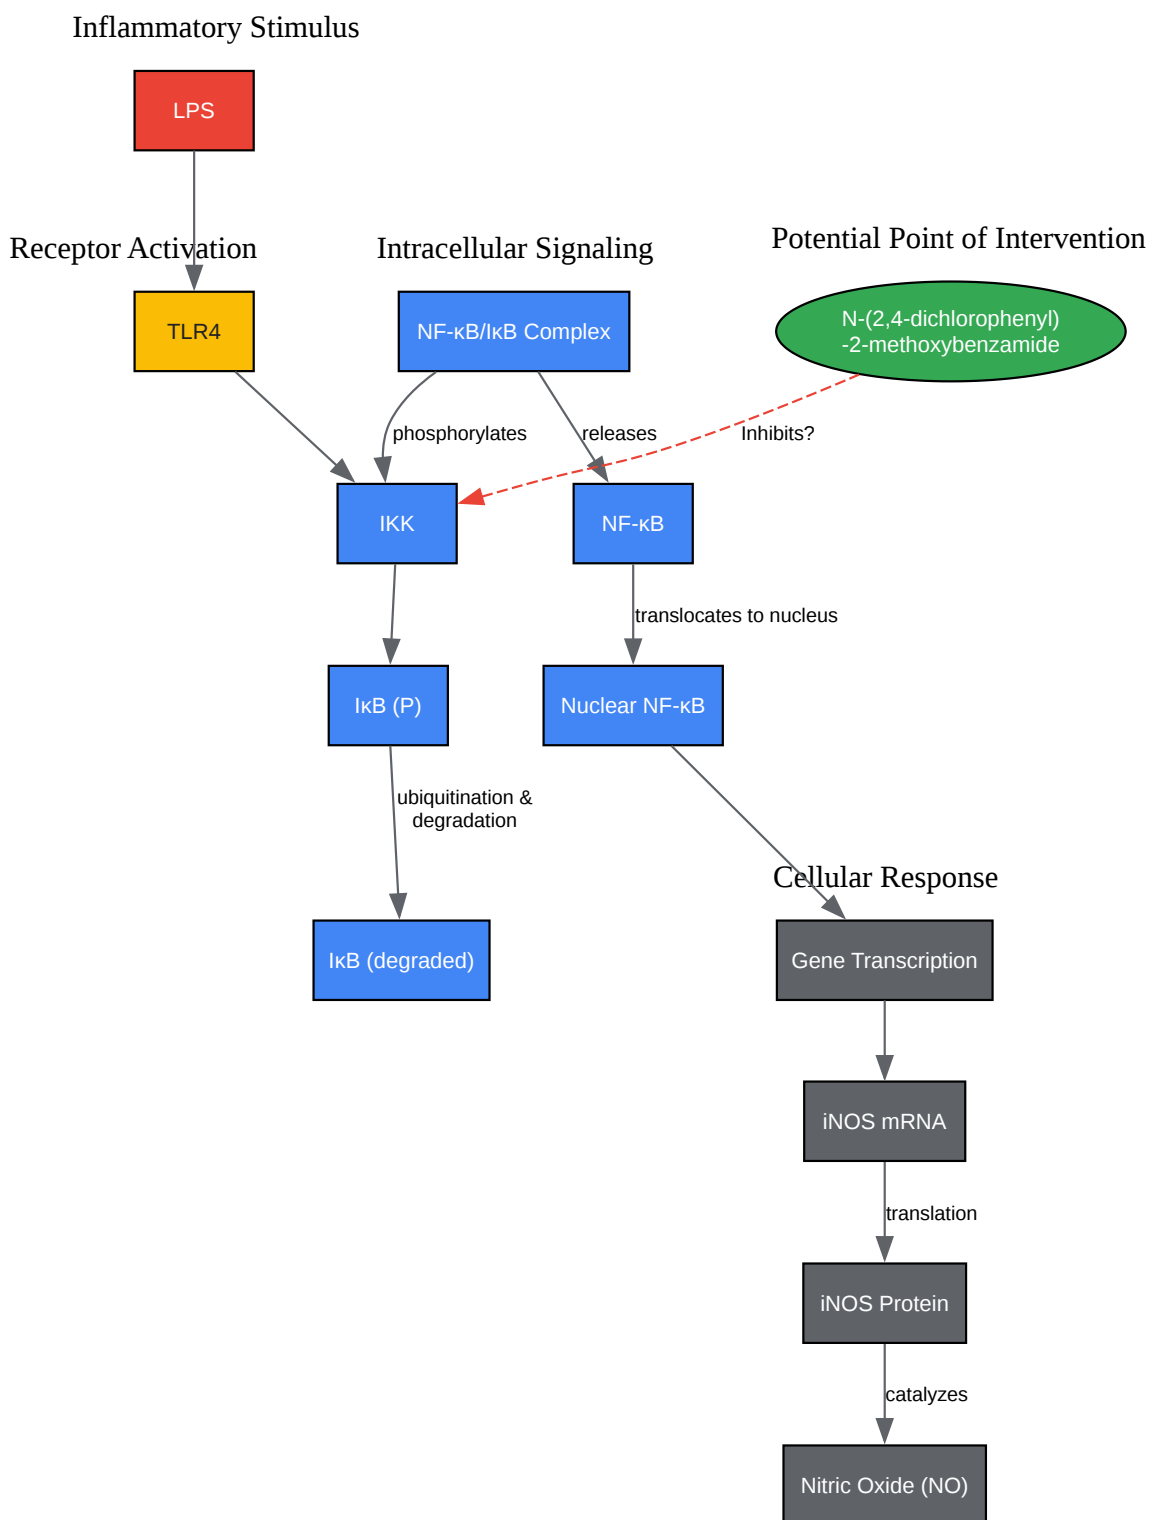 Inflammatory Stimulus
LPS
Receptor Activation
Intracellular Signaling
Potential Point of Intervention
TLR4
NF-κB/IκB Complex
N-(2,4-dichlorophenyl)
-2-methoxybenzamide
phosphorylates
releases
Inhibits?
IKK
NF-κB
translocates to nucleus
IκB (P)
Nuclear NF-κB
ubiquitination &
degradation
Cellular Response
IκB (degraded)
Gene Transcription
iNOS mRNA
translation
iNOS Protein
catalyzes
Nitric Oxide (NO)